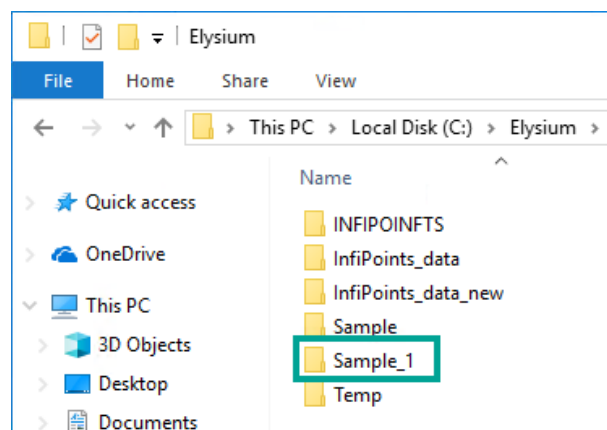 Elysium
File Home Share View
This PC > Local Disk (C:) > Elysium >
Name
Quick access
OneDrive
This PC
3D Objects
Desktop
Documents
INFIPOINFTS
InfiPoints_data
InfiPoints_data_new
Sample
Sample_1
Temp